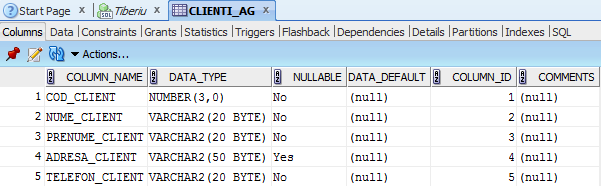 Start Page Tiberiu CLIENTI_AG
Columns Data Constraints Grants Statistics Triggers Flashback Dependencies Details Partitions Indexes SQL
Actions...
COLUMN_NAME DATA_TYPE NULLABLE DATA_DEFAULT COLUMN_ID COMMENTS
1 COD_CLIENT NUMBER(3,0) No (null) 1 (null)
2 NUME_CLIENT VARCHAR2(20 BYTE) No (null) 2 (null)
3 PRENUME_CLIENT VARCHAR2(20 BYTE) No (null) 3 (null)
4 ADRESA_CLIENT VARCHAR2(50 BYTE) Yes (null) 4 (null)
5 TELEFON_CLIENT VARCHAR2(20 BYTE) No (null) 5 (null)